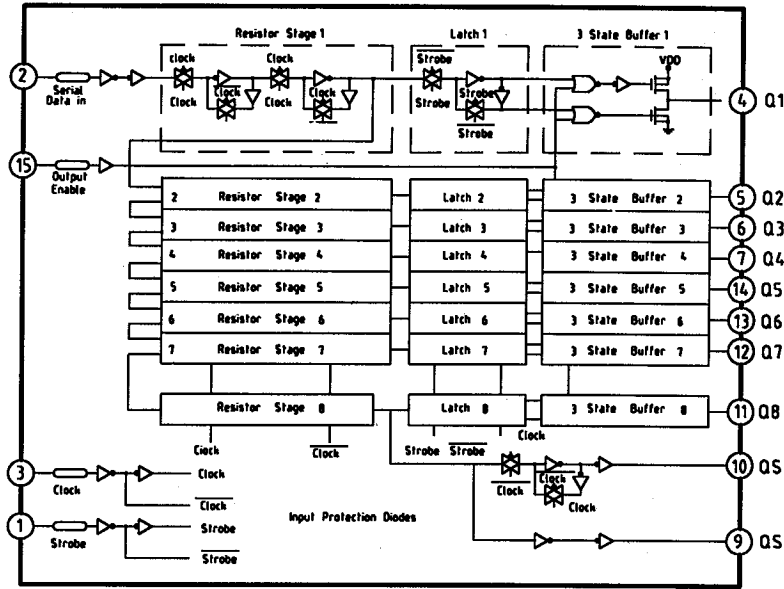 Resistor Stage 1
Latch 1
3 State Buffer 1
clock
Clock
Strobe
VDD
2
Serial
Data in
Clock
Clock
Clock
Clock
Clock
Strobe
Strobe
Strobe
Strobe
4
Q1
15
Output
Enable
2 Resistor Stage 2
Latch 2
3 State Buffer 2
5
Q2
3 Resistor Stage 3
Latch 3
3 State Buffer 3
6
Q3
4 Resistor Stage 4
Latch 4
3 State Buffer 4
7
Q4
5 Resistor Stage 5
Latch 5
3 State Buffer 5
14
Q5
6 Resistor Stage 6
Latch 6
3 State Buffer 6
13
Q6
7 Resistor Stage 7
Latch 7
3 State Buffer 7
12
Q7
Resistor Stage 8
Latch 8
3 State Buffer 8
11
Q8
Clock
Clock
Strobe
Strobe
Clock
3
Clock
Clock
Clock
Clock
Clock
Clock
Clock
10
Q.S
1
Strobe
Strobe
Strobe
Input Protection Diodes
9
Q.S